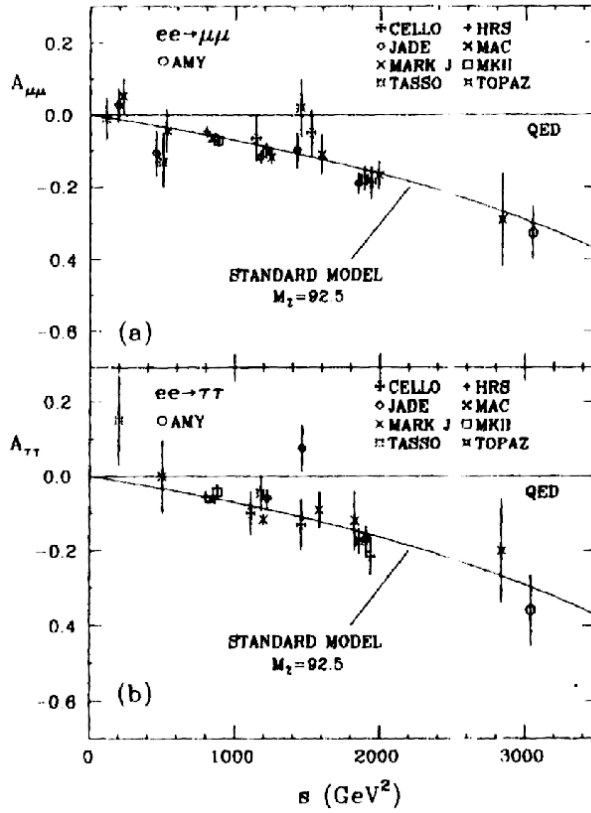 ee→μμ
○ AMY
CELLO HRS
JADE MAC
MARK J MKII
TASSO TOPAZ
A_μμ
0.2
0.0
-0.2
0.4
-0.6
QED
STANDARD MODEL
M_z=92.5
(a)
ee→ττ
○ AMY
CELLO HRS
JADE MAC
MARK J MKII
TASSO TOPAZ
A_ττ
0.2
0.0
-0.2
0.4
-0.6
QED
STANDARD MODEL
M_z=92.5
(b)
0 1000 2000 3000
s (GeV²)